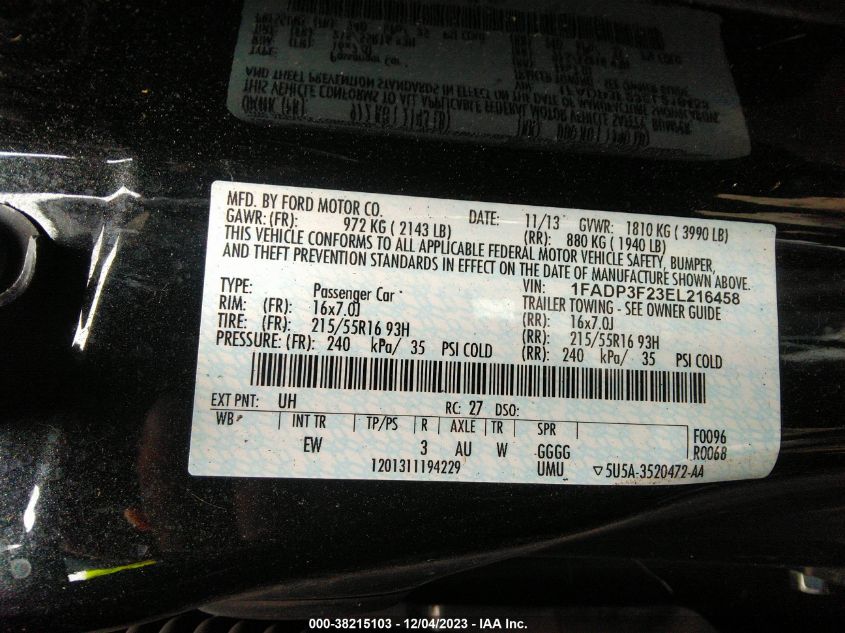 MFD. BY FORD MOTOR CO. DATE: 11/13 GVWR: 1810 KG ( 3990 LB)
GAWR: (FR): 972 KG ( 2143 LB) (RR): 880 KG ( 1940 LB)
THIS VEHICLE CONFORMS TO ALL APPLICABLE FEDERAL MOTOR VEHICLE SAFETY, BUMPER,
AND THEFT PREVENTION STANDARDS IN EFFECT ON THE DATE OF MANUFACTURE SHOWN ABOVE.
VIN: 1FADP3F23EL216458
TYPE: Passenger Car TRAILER TOWING - SEE OWNER GUIDE
RIM: (FR): 16x7.0J (RR): 16x7.0J
TIRE: (FR): 215/55R16 93H (RR): 215/55R16 93H
PRESSURE: (FR): 240 kPa/ 35 PSI COLD (RR): 240 kPa/ 35 PSI COLD
EXT PNT: UH RC: 27 DSO:
WB INT TR TP/PS R AXLE TR SPR F0096
EW 3 AU W GGGG R0068
1201311194229 UMU ▽5U5A-3520472-AA
000-38215103 - 12/04/2023 - IAA Inc.